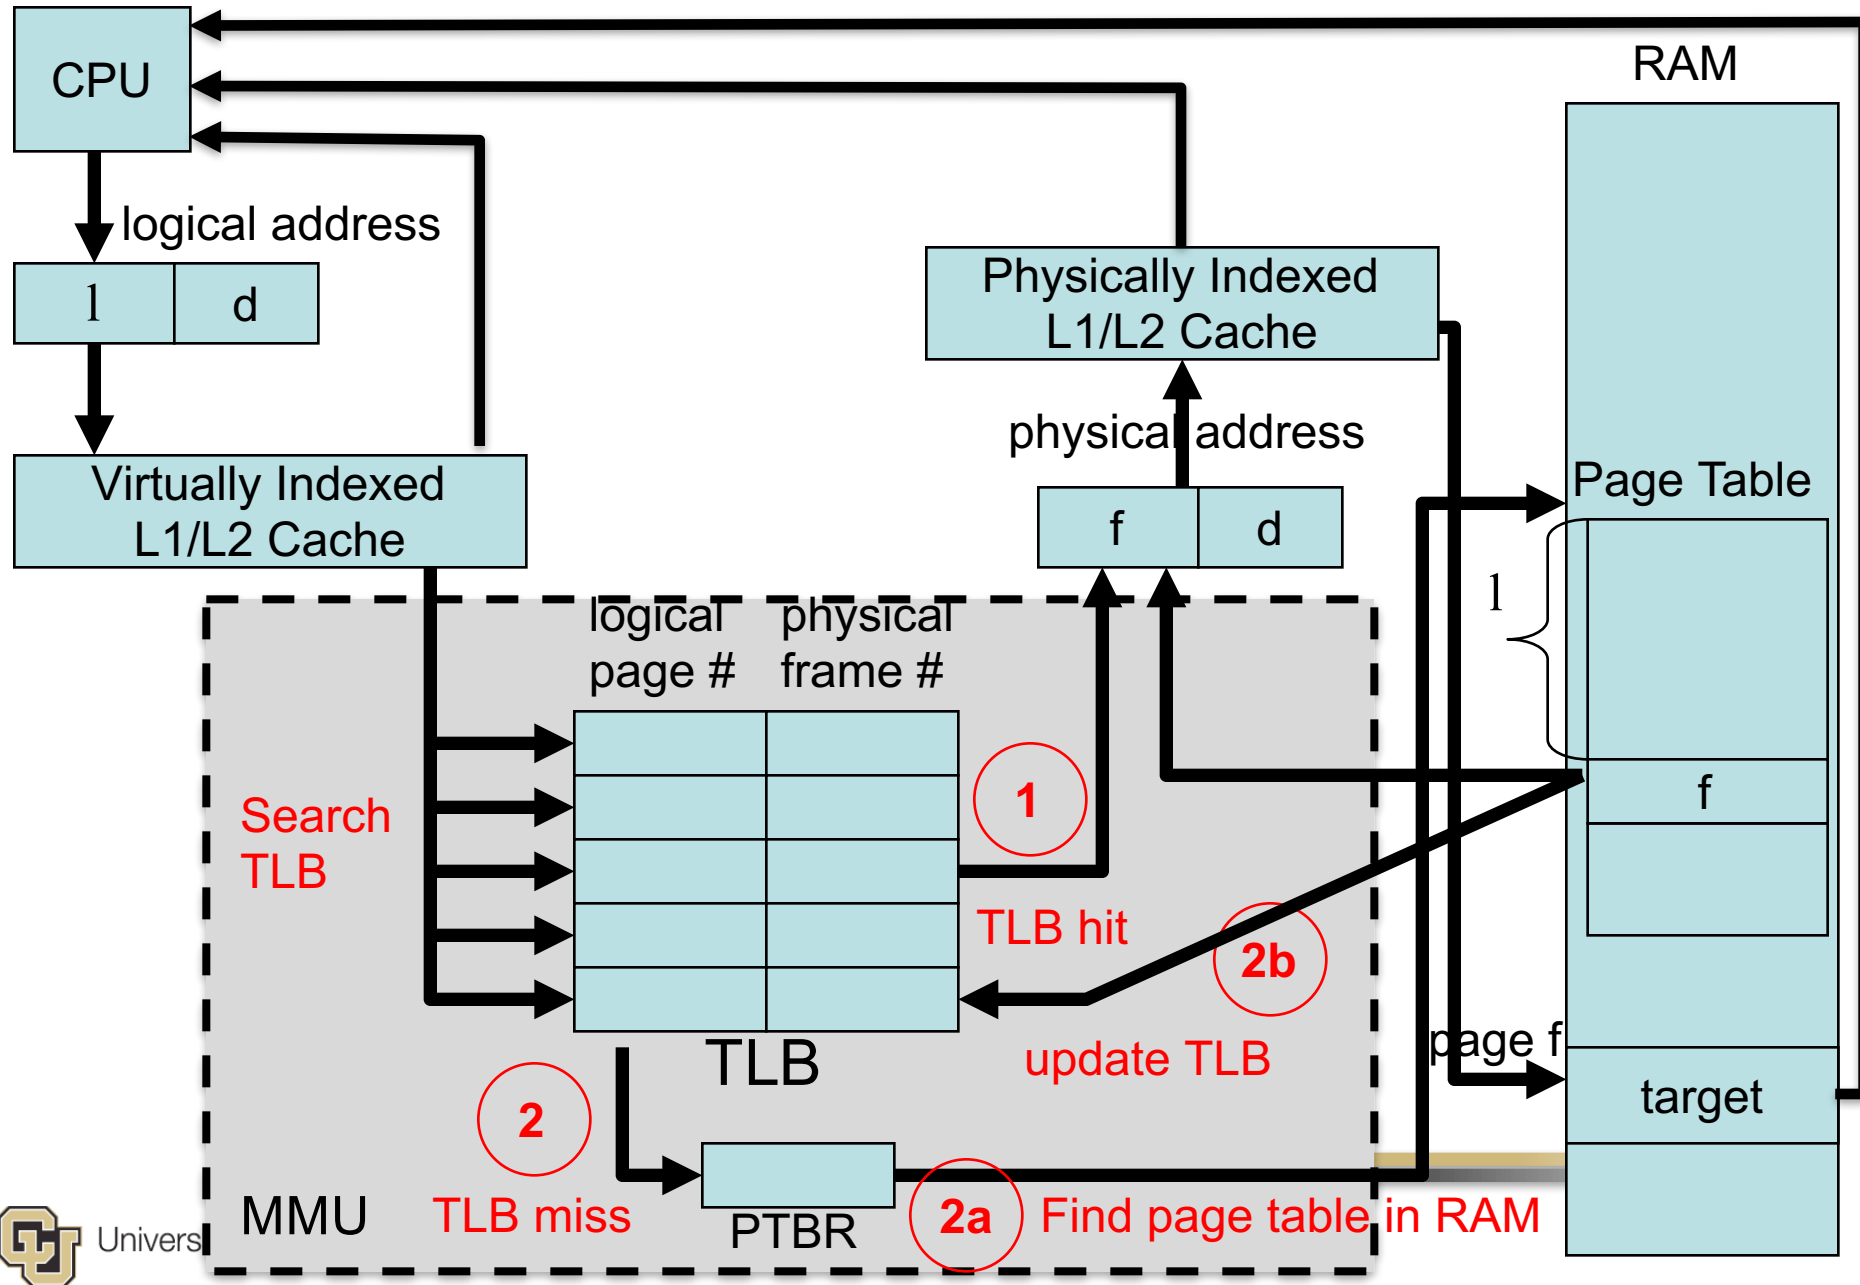 RAM
CPU
logical address
l
d
Physically Indexed
L1/L2 Cache
physical address
Virtually Indexed
L1/L2 Cache
f
d
Page Table
l
f
logical
page #
physical
frame #
Search
TLB
1
TLB hit
2b
update TLB
TLB
page f
target
2
TLB miss
MMU
PTBR
2a
Find page table in RAM
CU
Univers